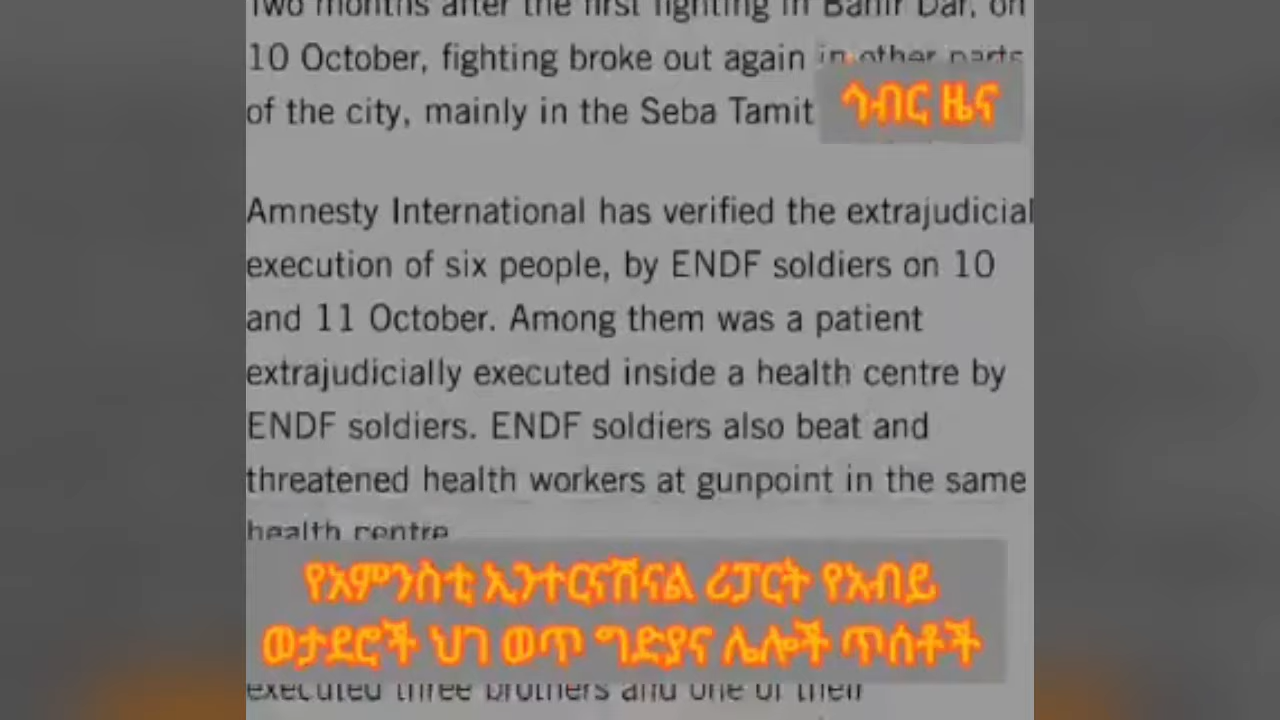 Two months after the first fighting in Bahir Dar, on
10 October, fighting broke out again in other parts
of the city, mainly in the Seba Tamit
ኅብር ዜና
Amnesty International has verified the extrajudicial
execution of six people, by ENDF soldiers on 10
and 11 October. Among them was a patient
extrajudicially executed inside a health centre by
ENDF soldiers. ENDF soldiers also beat and
threatened health workers at gunpoint in the same
health centre
የአምንስቲ ኢንተርናሽናል ሪፓርት የአብይ
ወታደሮች ህገ ወጥ ግድያና ሌሎች ጥሰቶች
executed three brothers and one of their